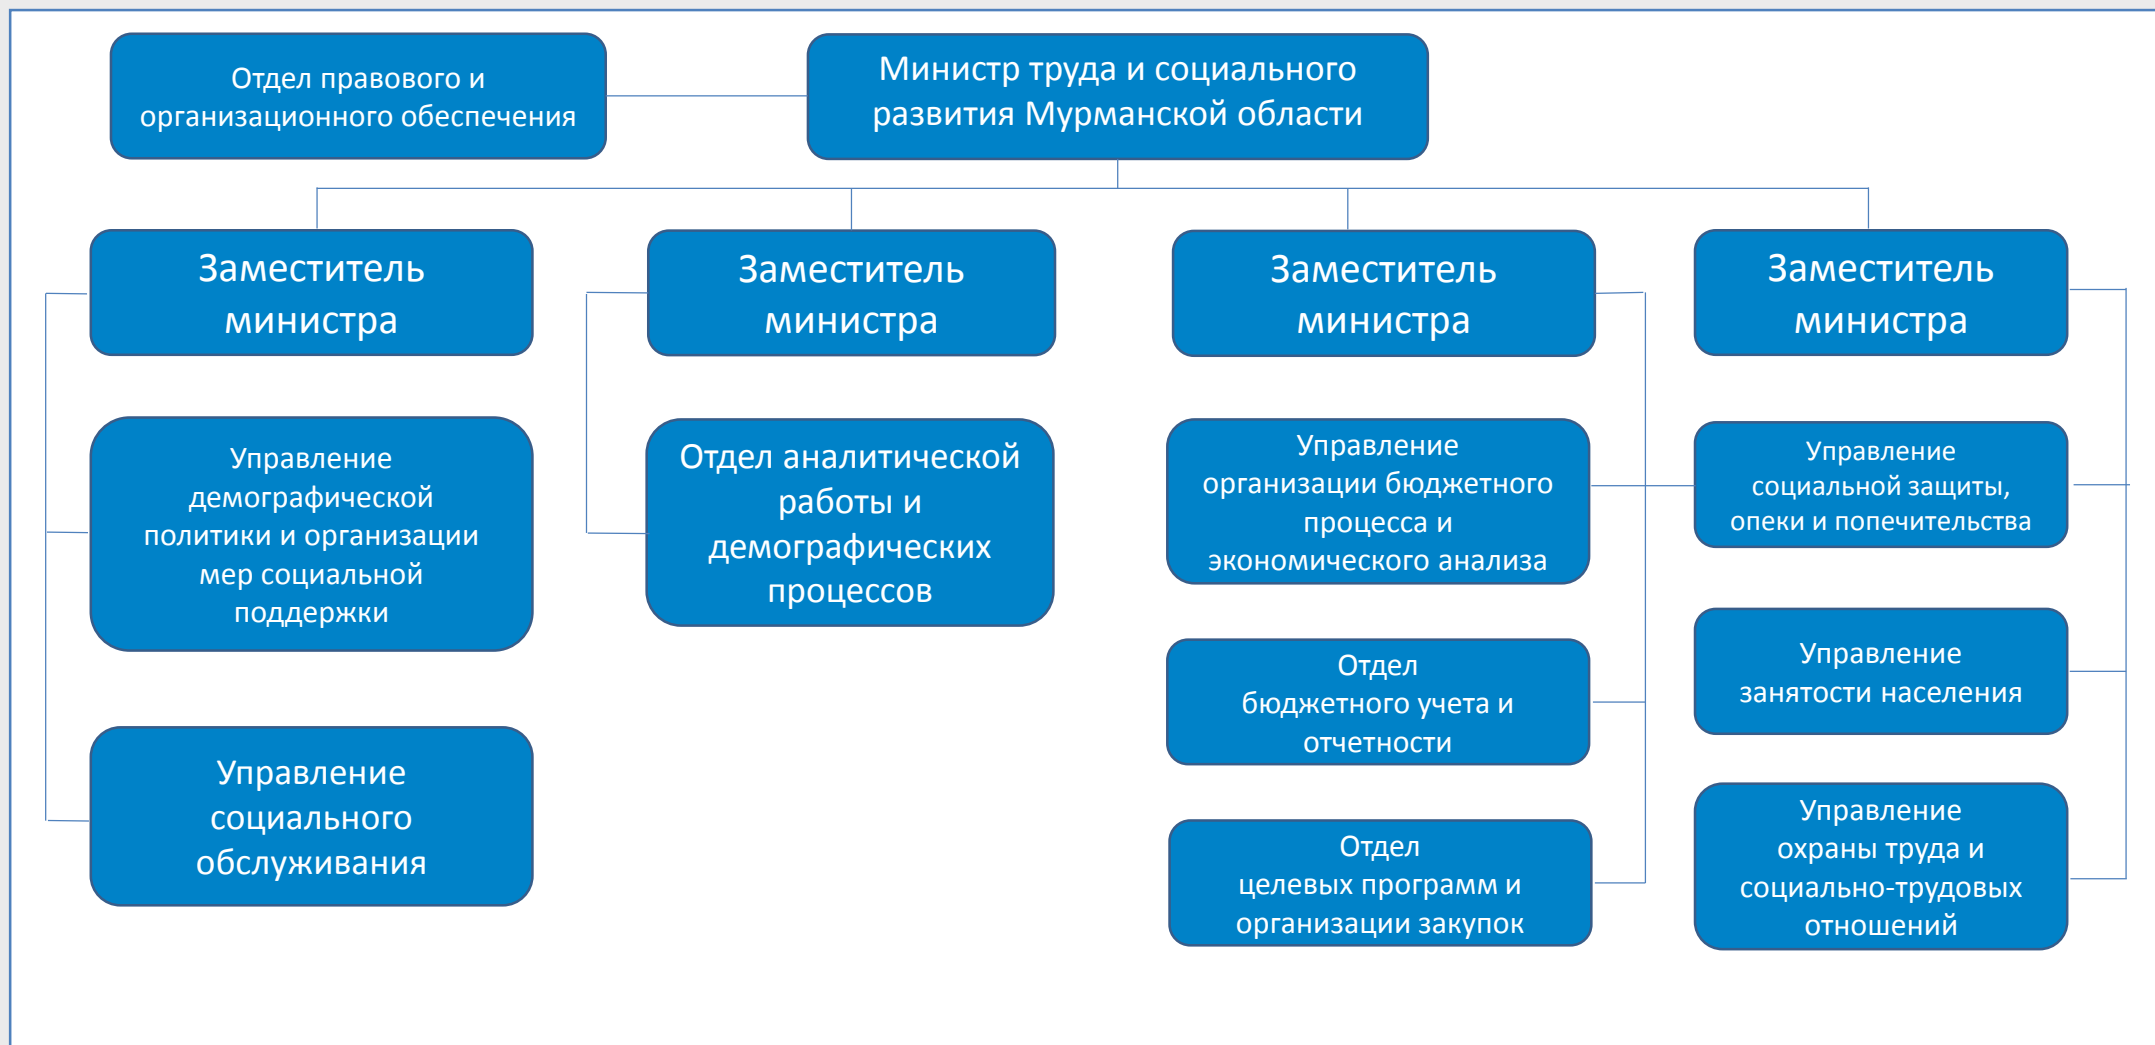 Отдел правового и
организационного обеспечения
Министр труда и социального
развития Мурманской области
Заместитель
министра
Заместитель
министра
Заместитель
министра
Заместитель
министра
Управление
демографической
политики и организации
мер социальной
поддержки
Отдел аналитической
работы и
демографических
процессов
Управление
организации бюджетного
процесса и
экономического анализа
Управление
социальной защиты,
опеки и попечительства
Отдел
бюджетного учета и
отчетности
Управление
занятости населения
Управление
социального
обслуживания
Отдел
целевых программ и
организации закупок
Управление
охраны труда и
социально-трудовых
отношений